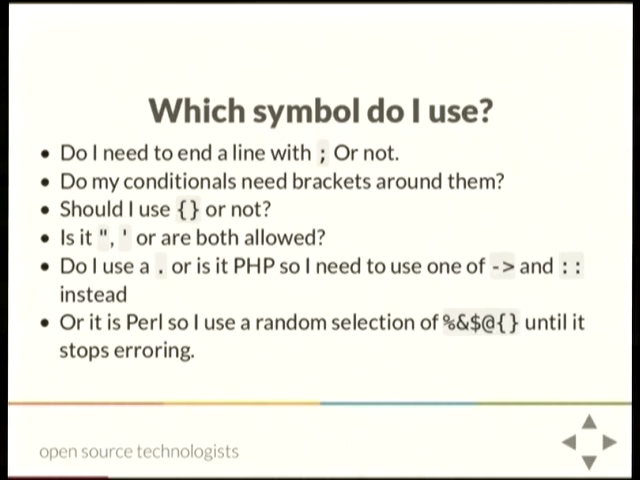 Which symbol do I use?
• Do I need to end a line with ; Or not.
• Do my conditionals need brackets around them?
• Should I use {} or not?
• Is it ", ' or are both allowed?
• Do I use a . or is it PHP so I need to use one of -> and ::
instead
• Or it is Perl so I use a random selection of %&$@{} until it
stops erroring.
open source technologists